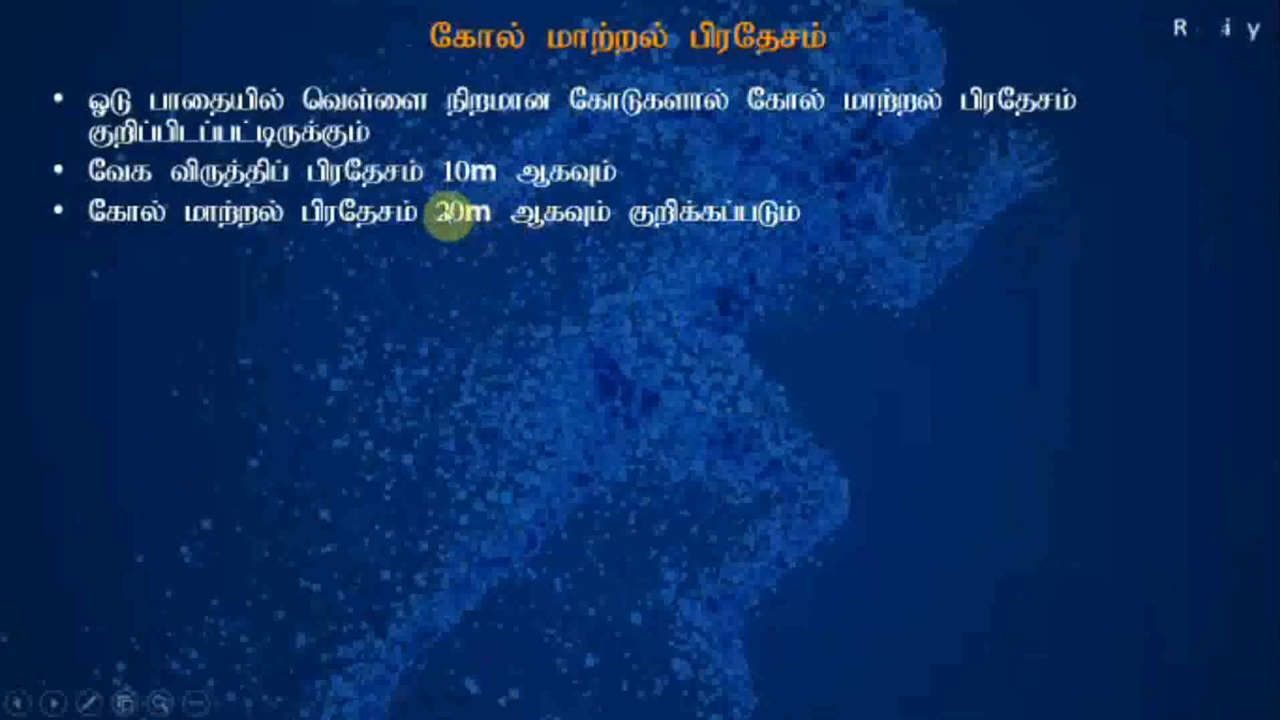 கோல் மாற்றல் பிரதேசம்
• ஓடு பாதையில் வெள்ளை நிறமான கோடுகளால் கோல் மாற்றல் பிரதேசம்
குறிப்பிடப்பட்டிருக்கும்
• வேக விருத்திப் பிரதேசம் 10m ஆகவும்
• கோல் மாற்றல் பிரதேசம் 20m ஆகவும் குறிக்கப்படும்